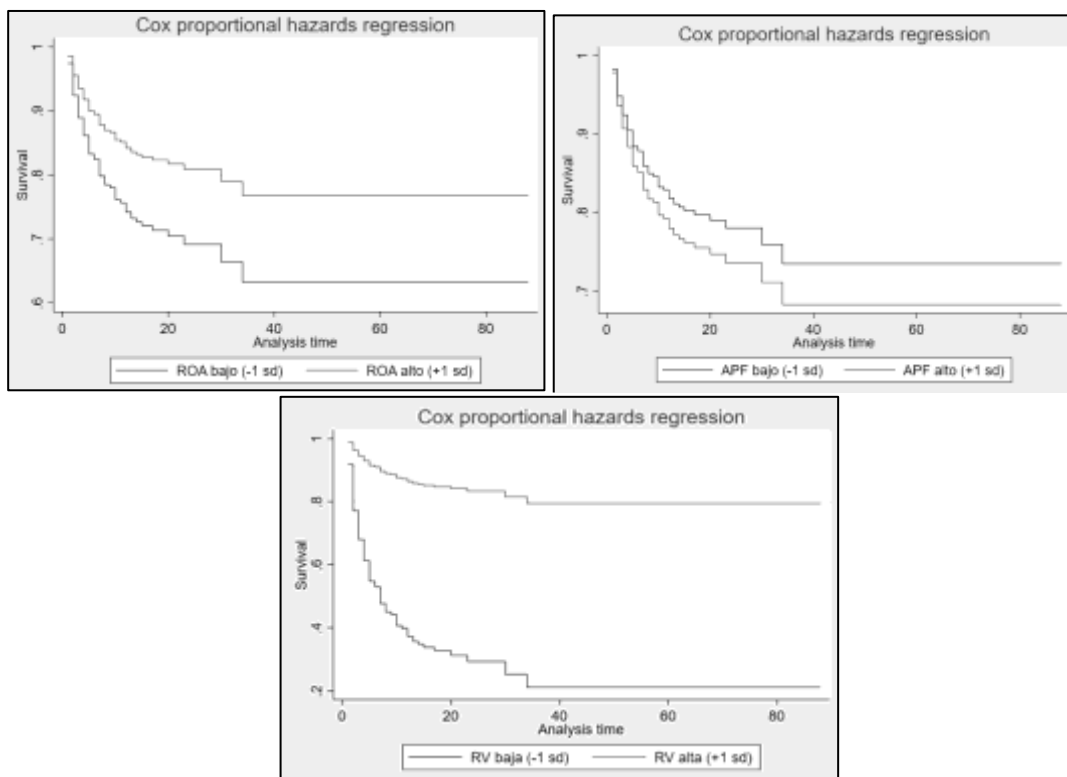 Cox proportional hazards regression
1
.9
.8
.7
.6
Survival
0 20 40 60 80
Analysis time
ROA bajo (-1 sd) ROA alto (+1 sd)
Cox proportional hazards regression
1
.9
.8
.7
Survival
0 20 40 60 80
Analysis time
APF bajo (-1 sd) APF alto (+1 sd)
Cox proportional hazards regression
1
.8
.6
.4
.2
Survival
0 20 40 60 80
Analysis time
RV baja (-1 sd) RV alta (+1 sd)